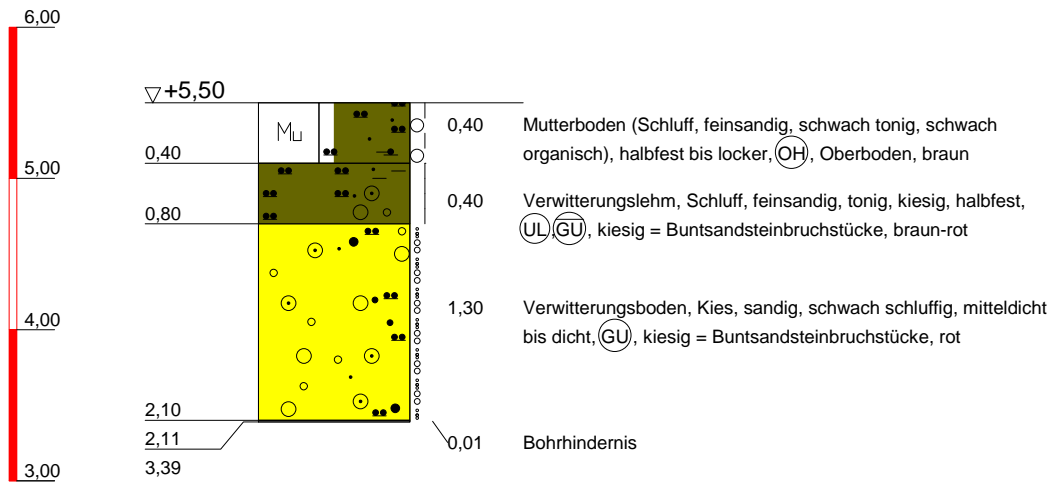 6,00
+5,50
Mu
0,40
Mutterboden (Schluff, feinsandig, schwach tonig, schwach
organisch), halbfest bis locker, OH, Oberboden, braun
0,40
5,00
0,40
Verwitterungslehm, Schluff, feinsandig, tonig, kiesig, halbfest,
UL, GU, kiesig = Buntsandsteinbruchstücke, braun-rot
0,80
1,30
Verwitterungsboden, Kies, sandig, schwach schluffig, mitteldicht
bis dicht, GU, kiesig = Buntsandsteinbruchstücke, rot
4,00
2,10
2,11
0,01
Bohrhindernis
3,39
3,00